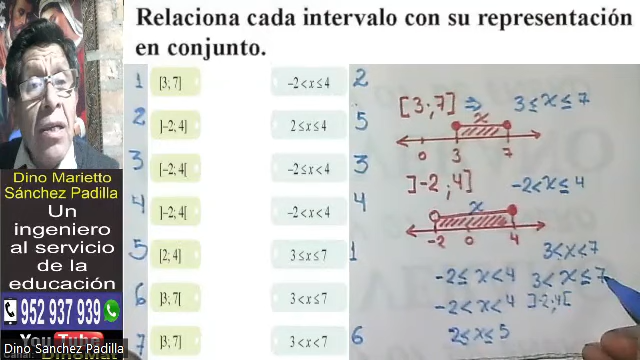 Relaciona cada intervalo con su representación
en conjunto.
1 [3; 7] −2 < x ≤ 4 2
2 ]−2; 4] 2 ≤ x ≤ 4 5
3 [−2; 4[ −2 ≤ x < 4 3
4 ]−2; 4[ −2 < x < 4 4
5 [2; 4] 3 ≤ x ≤ 7 1
6 ]3; 7[ 3 < x ≤ 7
7 ]3; 7] 3 < x < 7 6
[3;7] ⇒ 3 ≤ x ≤ 7
x
0 3 7
]-2,4] -2 < x ≤ 4
x
-2 0 4
3 < x < 7
-2 ≤ x < 4 3 < x ≤ 7
-2 < x < 4 ]-2,4[
2 ≤ x ≤ 5
Dino Marietto
Sánchez Padilla
Un
ingeniero
al servicio
de la
educación
952 937 939
You Tube
Dino Sanchez Padilla